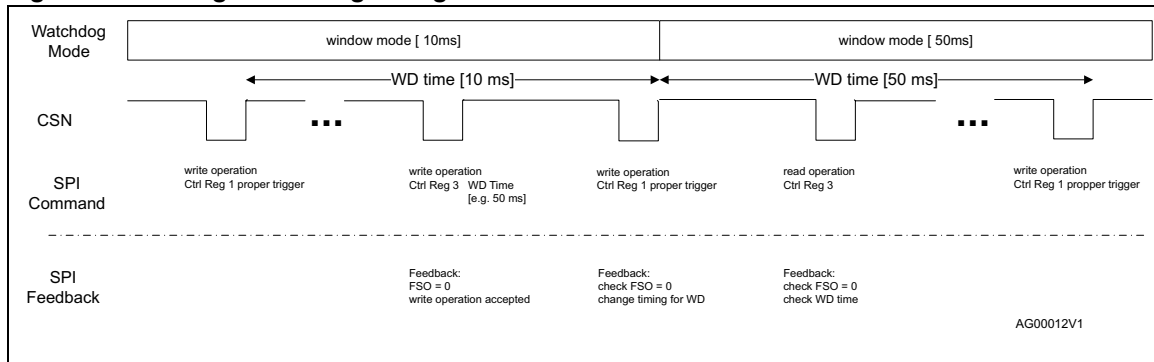 Watchdog
Mode
window mode [ 10ms]
window mode [ 50ms]
WD time [10 ms]
WD time [50 ms]
CSN
...
...
SPI
Command
write operation
Ctrl Reg 1 proper trigger
write operation
Ctrl Reg 3 WD Time
[e.g. 50 ms]
write operation
Ctrl Reg 1 proper trigger
read operation
Ctrl Reg 3
write operation
Ctrl Reg 1 propper trigger
SPI
Feedback
Feedback:
FSO = 0
write operation accepted
Feedback:
check FSO = 0
change timing for WD
Feedback:
check FSO = 0
check WD time
AG00012V1